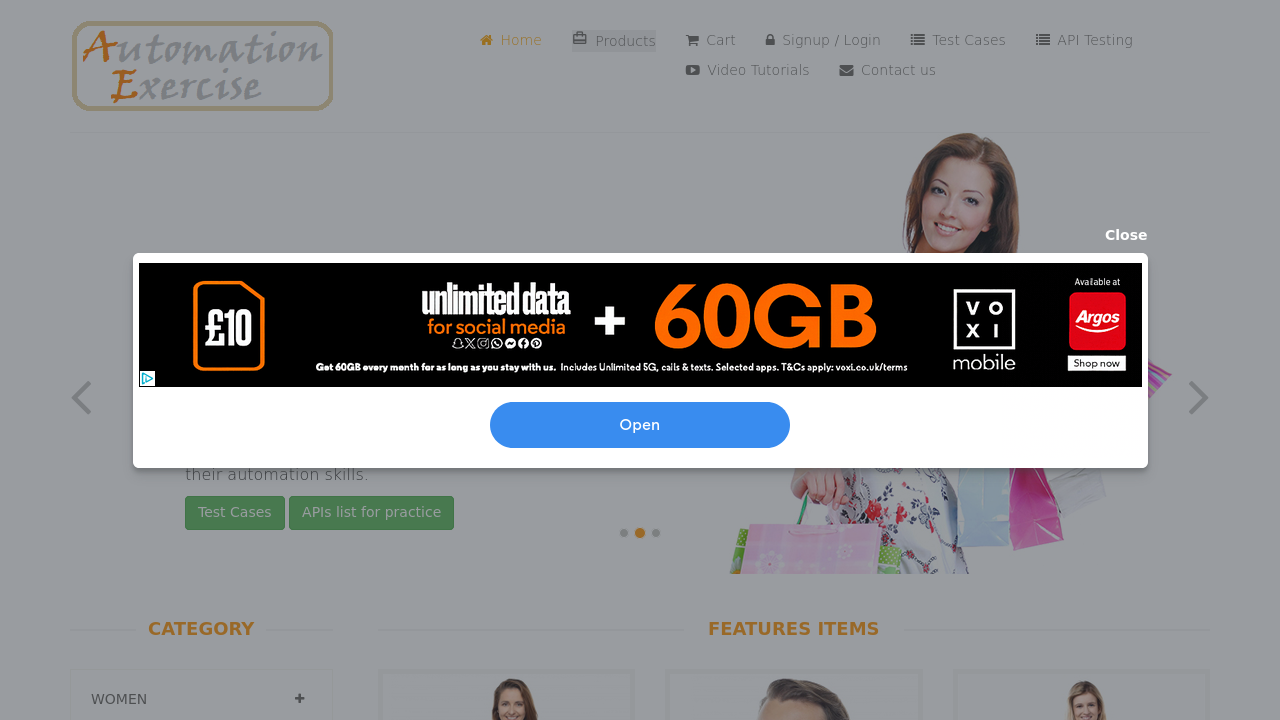 Automation
Exercise
Home
Products
Cart
Signup / Login
Test Cases
API Testing
Video Tutorials
Contact us
Close
£10
unlimited data
for social media
+
60GB
Get 60GB every month for as long as you stay with us. Includes Unlimited 5G, calls & texts. Selected apps. T&Cs apply: voxi.co.uk/terms
VO
XI
mobile
Available at
Argos
Shop now
Open
their automation skills.
Test Cases
APIs list for practice
CATEGORY
FEATURES ITEMS
WOMEN